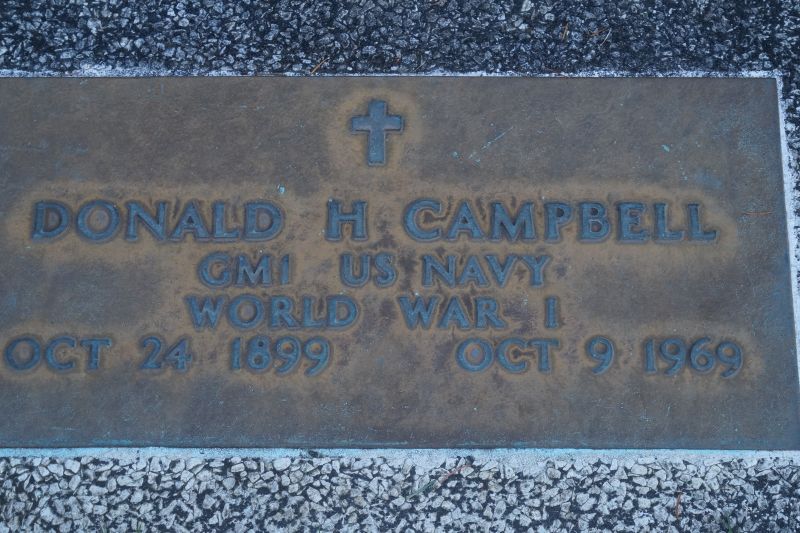 DONALD H CAMPBELL
GM1 US NAVY
WORLD WAR I
OCT 24 1899 OCT 9 1969